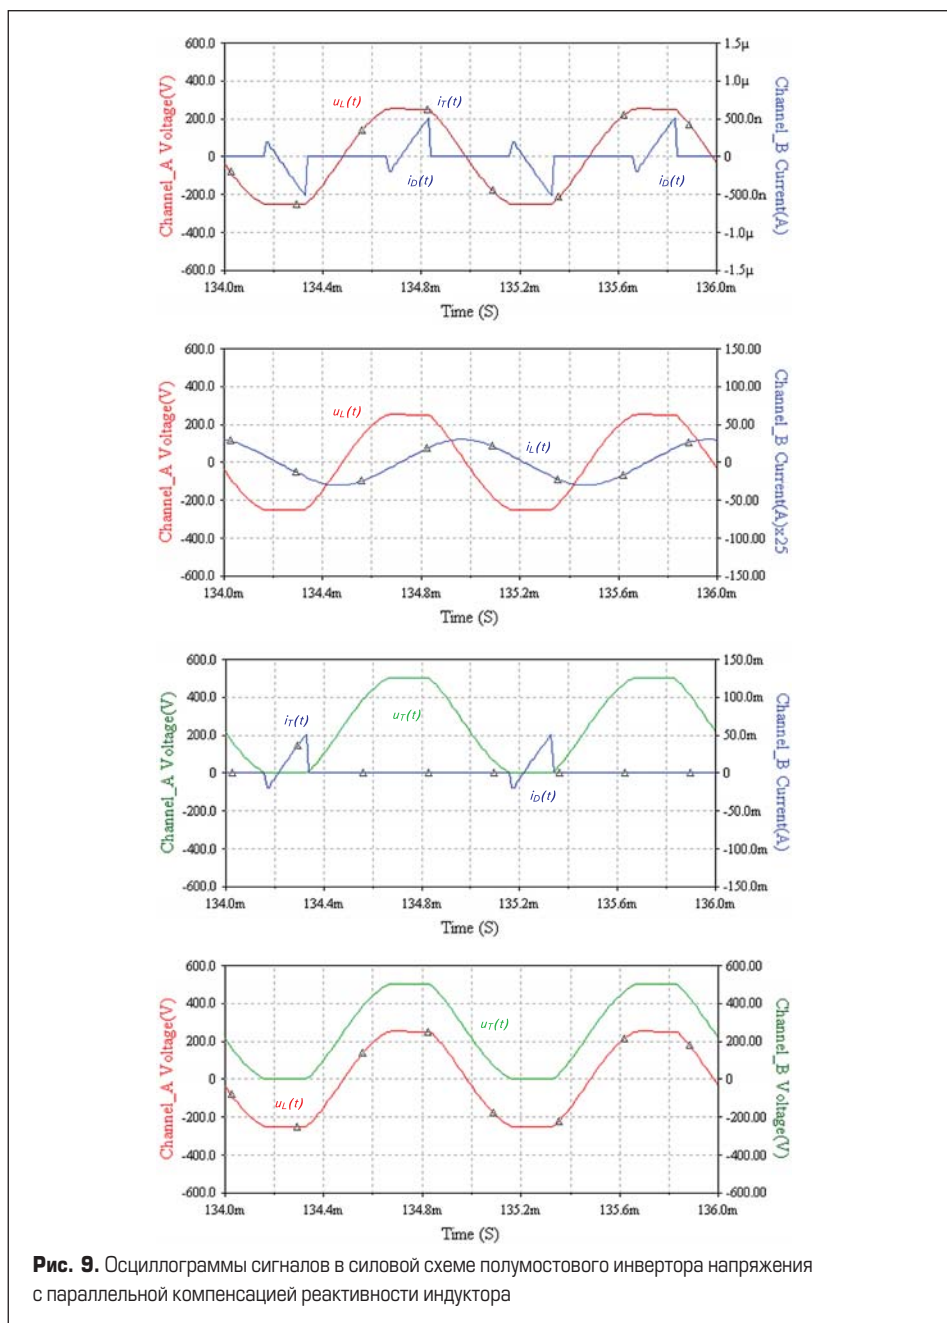 600.0
400.0
200.0
0
-200.0
-400.0
-600.0
Channel_A Voltage(V)
1.5µ
1.0µ
500.0n
0
-500.0n
-1.0µ
-1.5µ
Channel_B Current(A)
uL(t)
iT(t)
iD(t)
iD(t)
134.0m 134.4m 134.8m 135.2m 135.6m 136.0m
Time (S)
600.0
400.0
200.0
0
-200.0
-400.0
-600.0
Channel_A Voltage(V)
150.00
100.00
50.00
0
-50.00
-100.00
-150.00
Channel_B Current(A)x25
uL(t)
iL(t)
134.0m 134.4m 134.8m 135.2m 135.6m 136.0m
Time (S)
600.0
400.0
200.0
0
-200.0
-400.0
-600.0
Channel_A Voltage(V)
150.0m
100.0m
50.0m
0
-50.0m
-100.0m
-150.0m
Channel_B Current(A)
iT(t)
uT(t)
iD(t)
134.0m 134.4m 134.8m 135.2m 135.6m 136.0m
Time (S)
600.0
400.0
200.0
0
-200.0
-400.0
-600.0
Channel_A Voltage(V)
600.00
400.00
200.00
0
-200.00
-400.00
-600.00
Channel_B Voltage(V)
uT(t)
uL(t)
134.0m 134.4m 134.8m 135.2m 135.6m 136.0m
Time (S)
Рис. 9. Осциллограммы сигналов в силовой схеме полумостового инвертора напряжения
с параллельной компенсацией реактивности индуктора